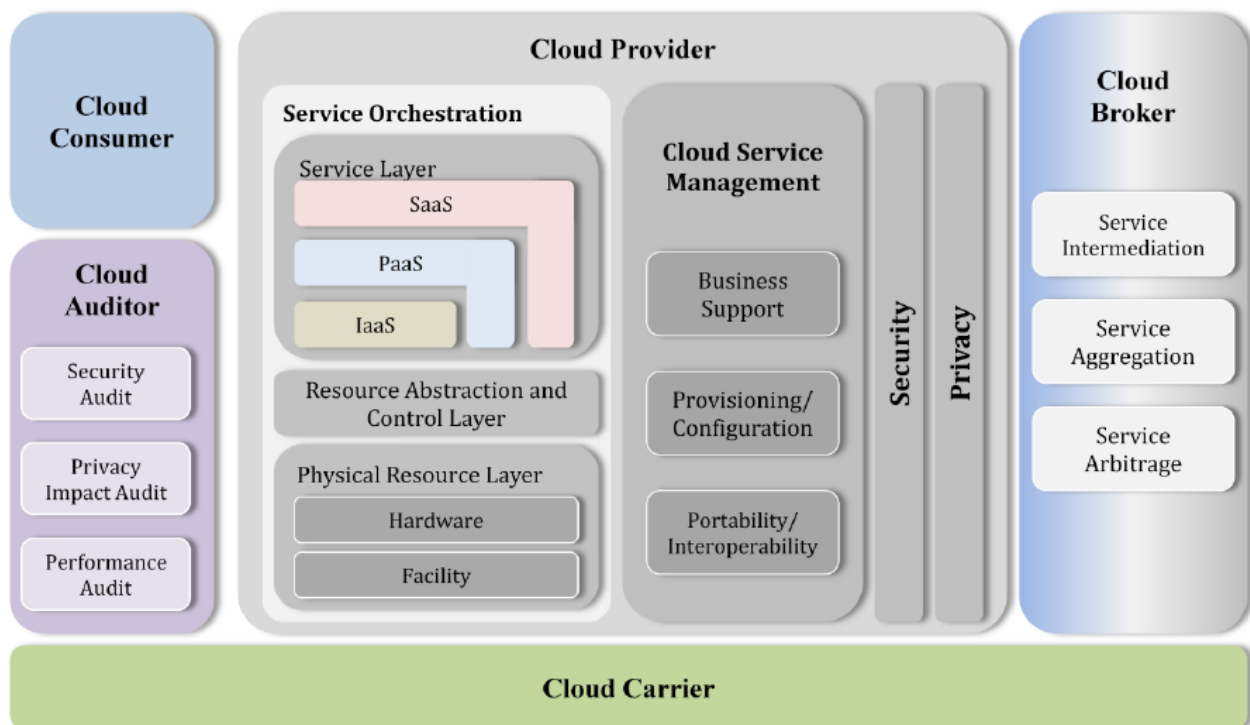 Cloud
Consumer
Cloud
Auditor
Security
Audit
Privacy
Impact Audit
Performance
Audit
Cloud Provider
Service Orchestration
Service Layer
SaaS
PaaS
IaaS
Resource Abstraction and
Control Layer
Physical Resource Layer
Hardware
Facility
Cloud Service
Management
Business
Support
Provisioning/
Configuration
Portability/
Interoperability
Security
Privacy
Cloud
Broker
Service
Intermediation
Service
Aggregation
Service
Arbitrage
Cloud Carrier